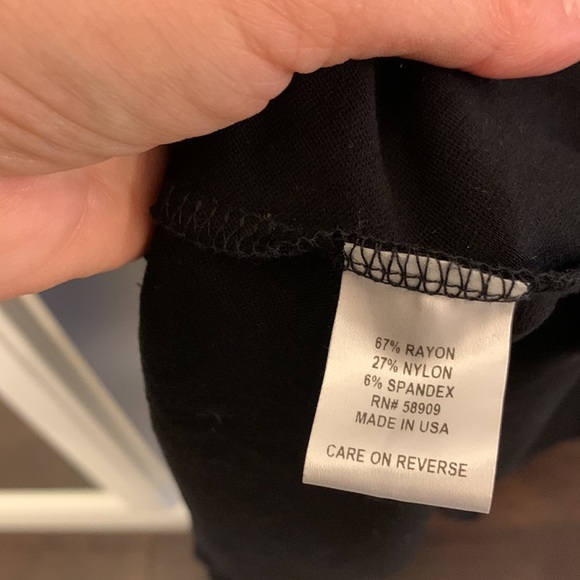 67% RAYON
27% NYLON
6% SPANDEX
RN# 58909
MADE IN USA
CARE ON REVERSE